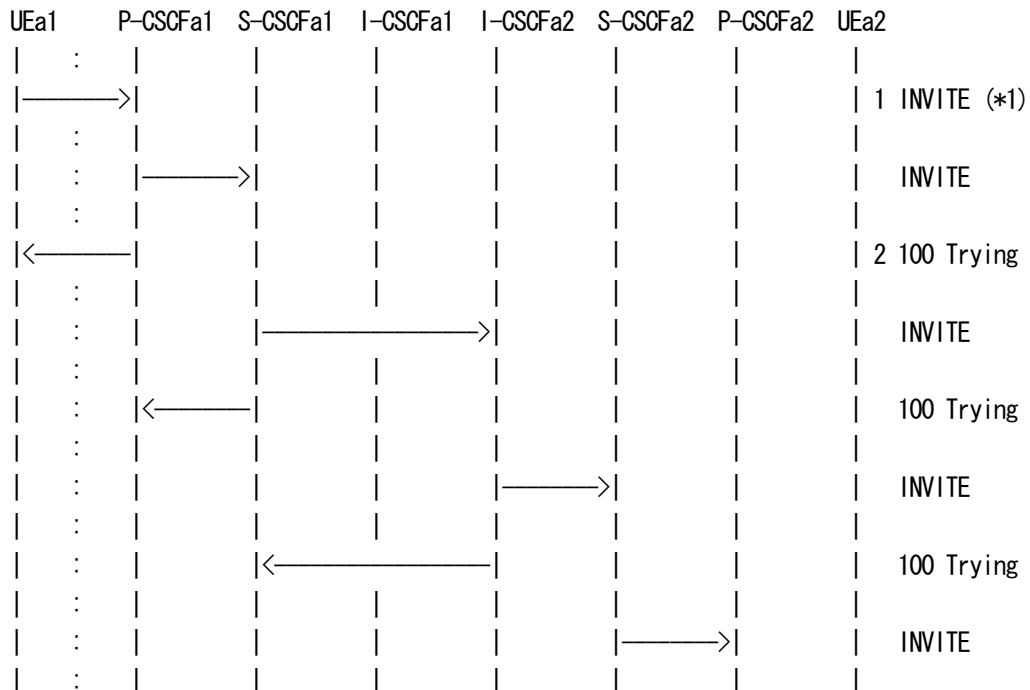 UEa1 P-CSCFa1 S-CSCFa1 I-CSCFa1 I-CSCFa2 S-CSCFa2 P-CSCFa2 UEa2
1 INVITE (*1)
INVITE
2 100 Trying
INVITE
100 Trying
INVITE
100 Trying
INVITE